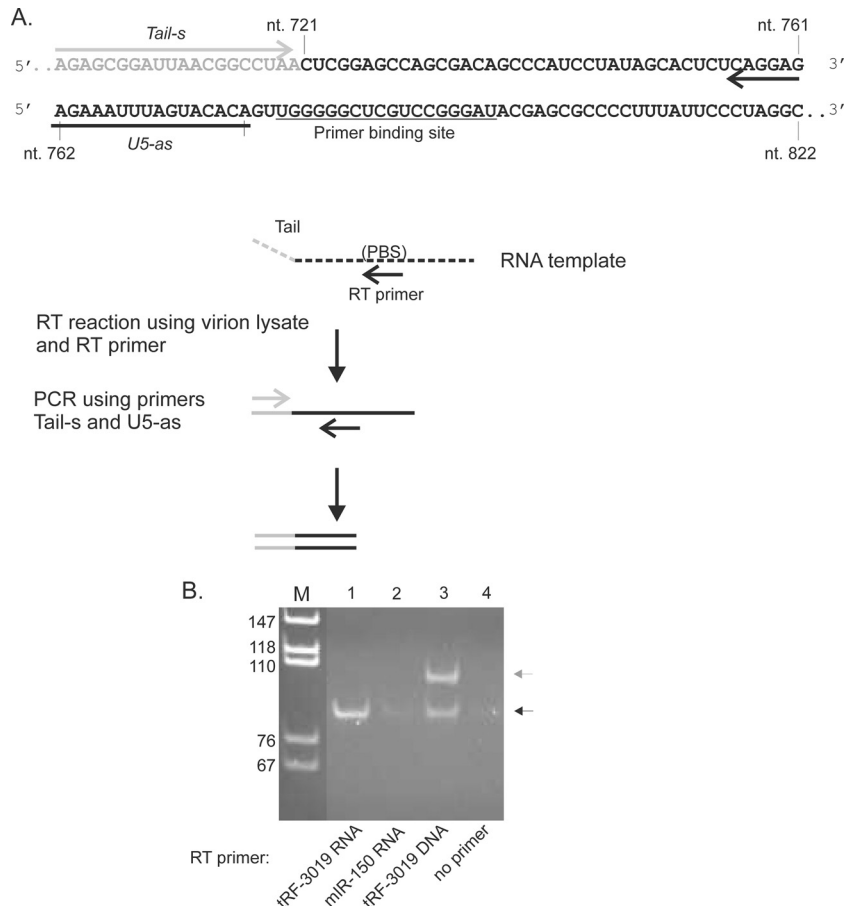 A.
Tail-s
nt. 721
nt. 761
5'..AGAGCGGAUUAACGGCCUAACUCGGAGCCAGCGACAGCCCAUCCUAUAGCACUCUCAGGAG 3'
5' AGAAAUUUAGUACACAGUUGGGGGCUCGUCCGGGAUACGAGCGCCCCUUUAUUCCCUAGGC..3'
U5-as
Primer binding site
nt. 762
nt. 822
Tail
(PBS)
RNA template
RT primer
RT reaction using virion lysate
and RT primer
PCR using primers
Tail-s and U5-as
B.
M 1 2 3 4
147
118
110
76
67
RT primer:
tRF-3019 RNA
mIR-150 RNA
tRF-3019 DNA
no primer